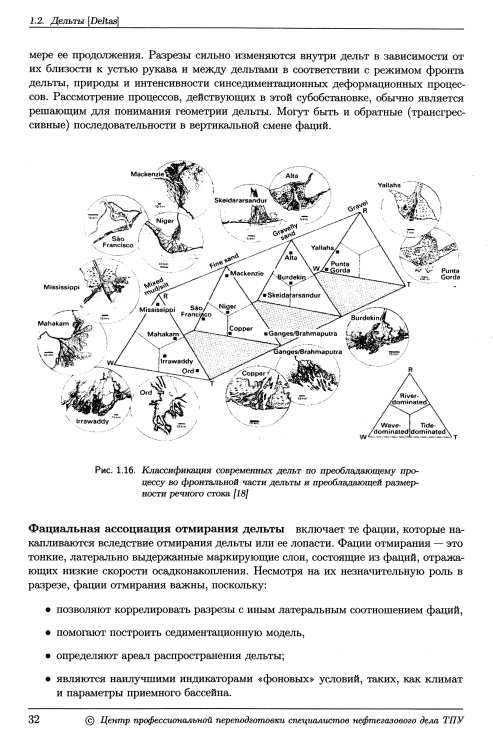 1.2. Дельты [Deltas]
мере ее продолжения. Разрезы сильно изменяются внутри дельт в зависимости от
их близости к устью рукава и между дельтами в соответствии с режимом фронта
дельты, природы и интенсивности синседиментационных деформационных процес-
сов. Рассмотрение процессов, действующих в этой субобстановке, обычно является
решающим для понимания геометрии дельты. Могут быть и обратные (трансгрес-
сивные) последовательности в вертикальной смене фаций.
Mackenzie
Alta
Skeidararsandur
Yallahs
Gravel
R
São
Francisco
Niger
Gravelly
sand
Yallahs
Alta
W
Punta
Gorda
Punta
Gorda
Fine sand
Mackenzie
Burdekin
T
Mississippi
Mixed
mud/silt
R
Skeidararsandur
Mississippi
São
Francisco
Niger
Burdekin
Mahakam
Copper
Mahakam
Ganges/Brahmaputra
Ganges/Brahmaputra
W
Irrawaddy
Ord
T
Copper
Ord
Irrawaddy
R
River-
dominated
Wave-
dominated
Tide-
dominated
W
T
Рис. 1.16. Классификация современных дельт по преобладающему про-
цессу во фронтальной части дельты и преобладающей размер-
ности речного стока [18]
Фациальная ассоциация отмирания дельты включает те фации, которые на-
капливаются вследствие отмирания дельты или ее лопасти. Фации отмирания — это
тонкие, латерально выдержанные маркирующие слои, состоящие из фаций, отража-
ющих низкие скорости осадконакопления. Несмотря на их незначительную роль в
разрезе, фации отмирания важны, поскольку:
• позволяют коррелировать разрезы с иным латеральным соотношением фаций,
• помогают построить седиментационную модель,
• определяют ареал распространения дельты;
• являются наилучшими индикаторами «фоновых» условий, таких, как климат
и параметры приемного бассейна.
32
© Центр профессиональной переподготовки специалистов нефтегазового дела ТПУ